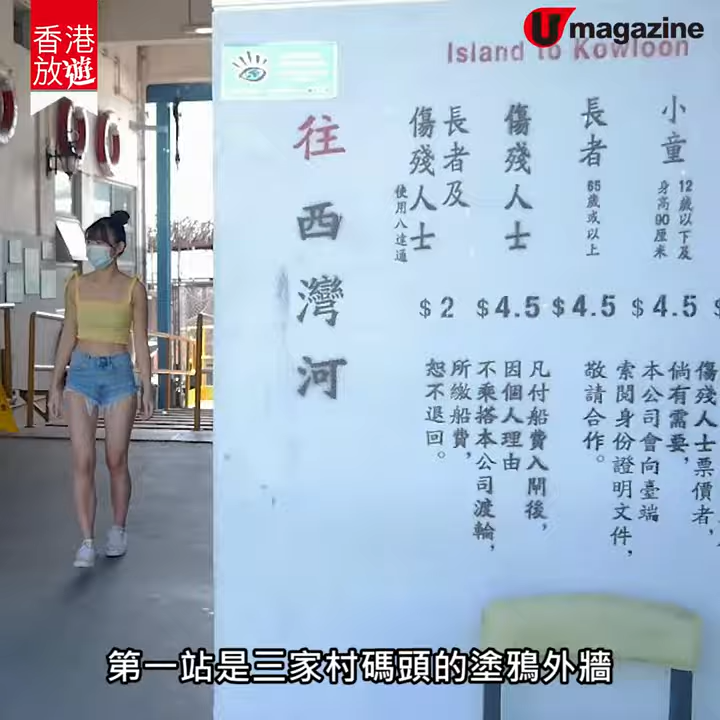 香港
放遊
U magazine
Island to Kowloon
往西灣河
小童
12歲以下及
身高90厘米
長者
65歲或以上
傷殘人士
長者及
傷殘人士
使用八達通
$2 $4.5 $4.5 $4.5 $
傷殘人士票價者，
倘有需要，
本公司會向臺端
索閱身份證明文件，
敬請合作。
凡付船費入閘後，
因個人理由
不乘搭本公司渡輪，
所繳船費，
恕不退回。
第一站是三家村碼頭的塗鴉外牆